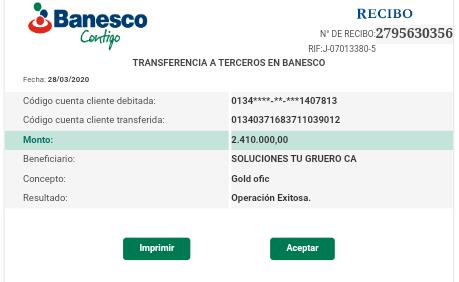 Banesco
Contigo
RECIBO
N° DE RECIBO:2795630356
RIF:J-07013380-5
TRANSFERENCIA A TERCEROS EN BANESCO
Fecha: 28/03/2020
Código cuenta cliente debitada: 0134****-**-***1407813
Código cuenta cliente transferida: 01340371683711039012
Monto: 2.410.000,00
Beneficiario: SOLUCIONES TU GRUERO CA
Concepto: Gold ofic
Resultado: Operación Exitosa.
Imprimir Aceptar